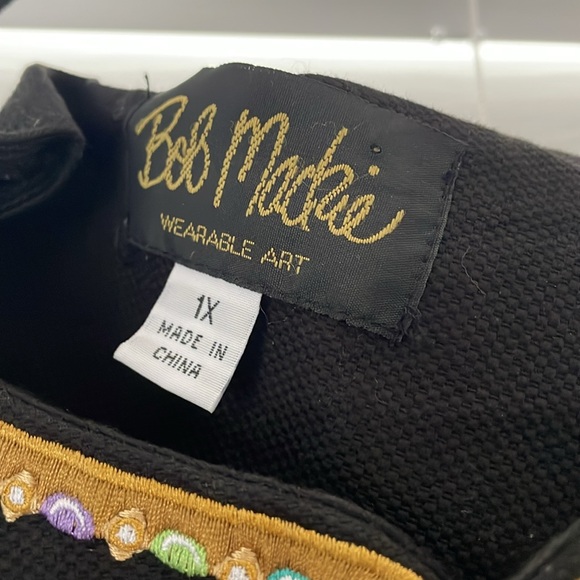 Bob Mackie
WEARABLE ART
1X
MADE IN
CHINA